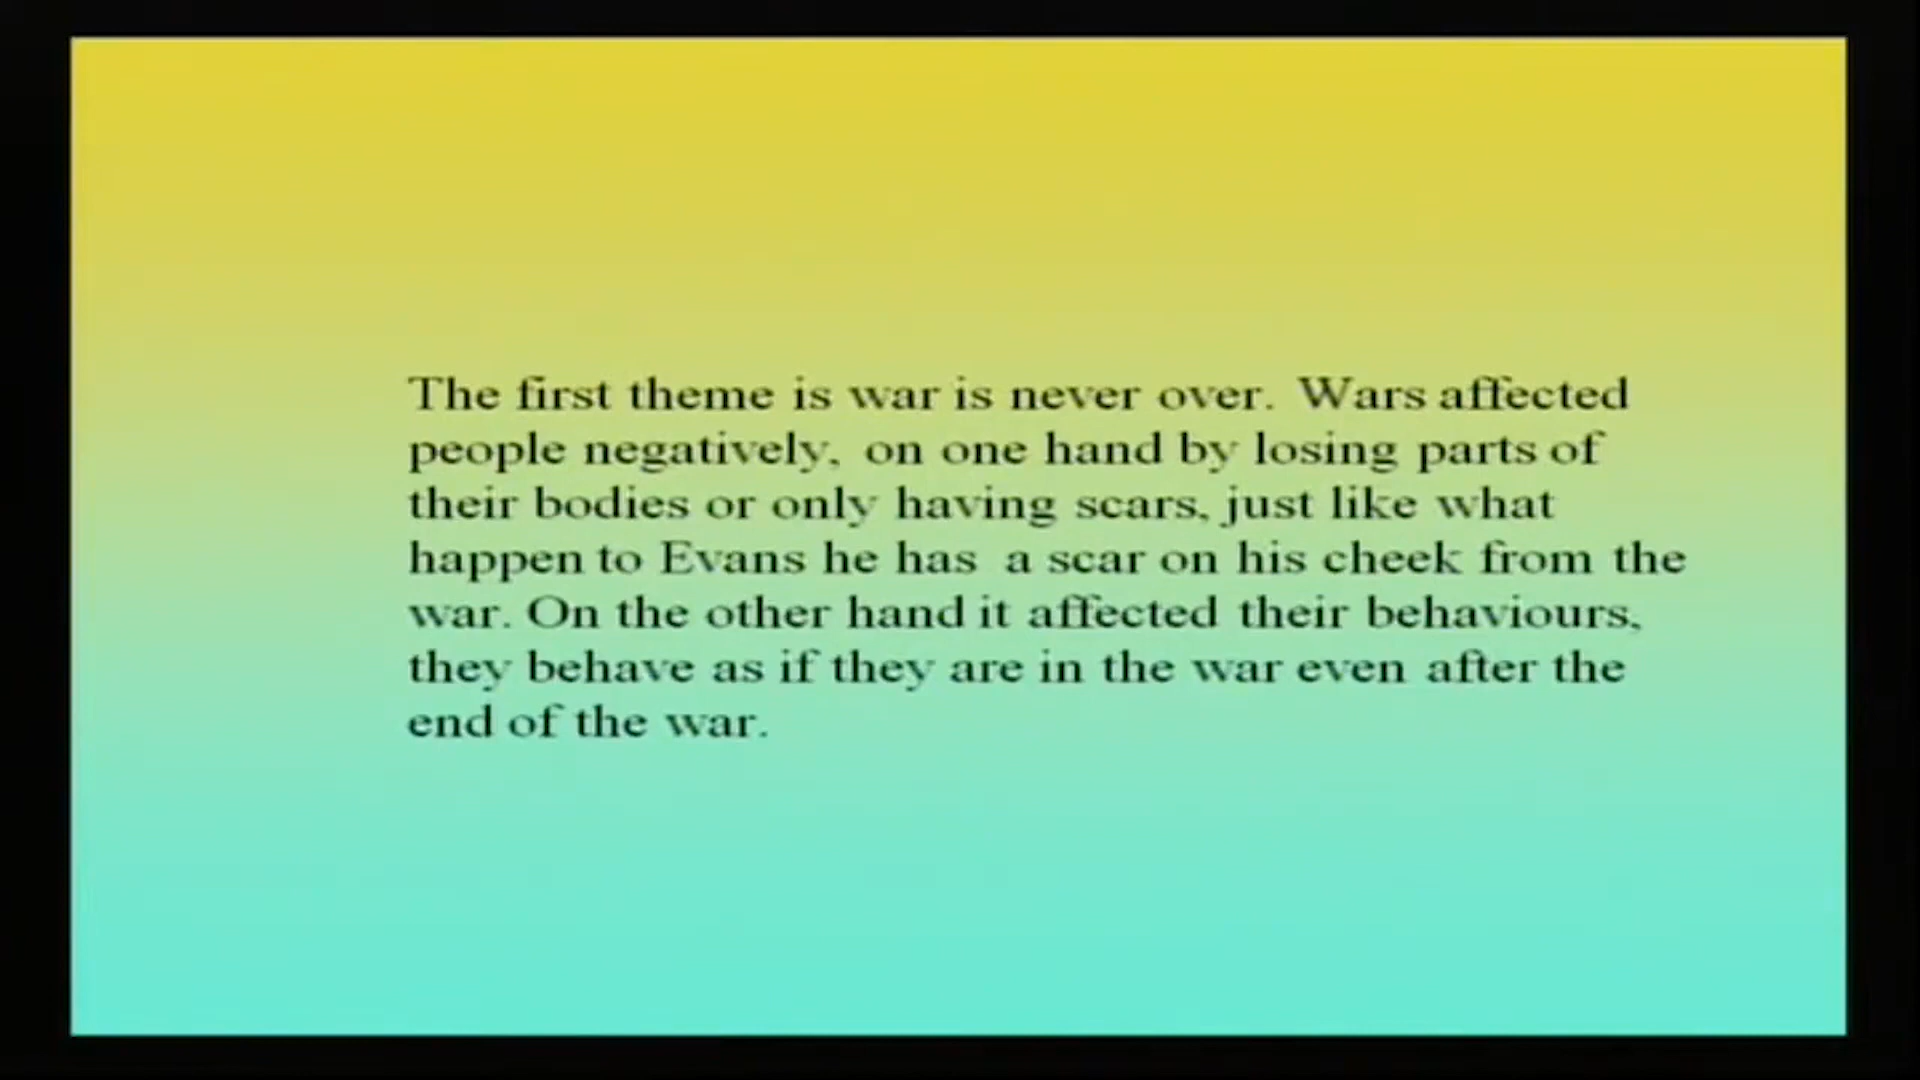 The first theme is war is never over. Wars affected
people negatively, on one hand by losing parts of
their bodies or only having scars, just like what
happen to Evans he has a scar on his cheek from the
war. On the other hand it affected their behaviours,
they behave as if they are in the war even after the
end of the war.